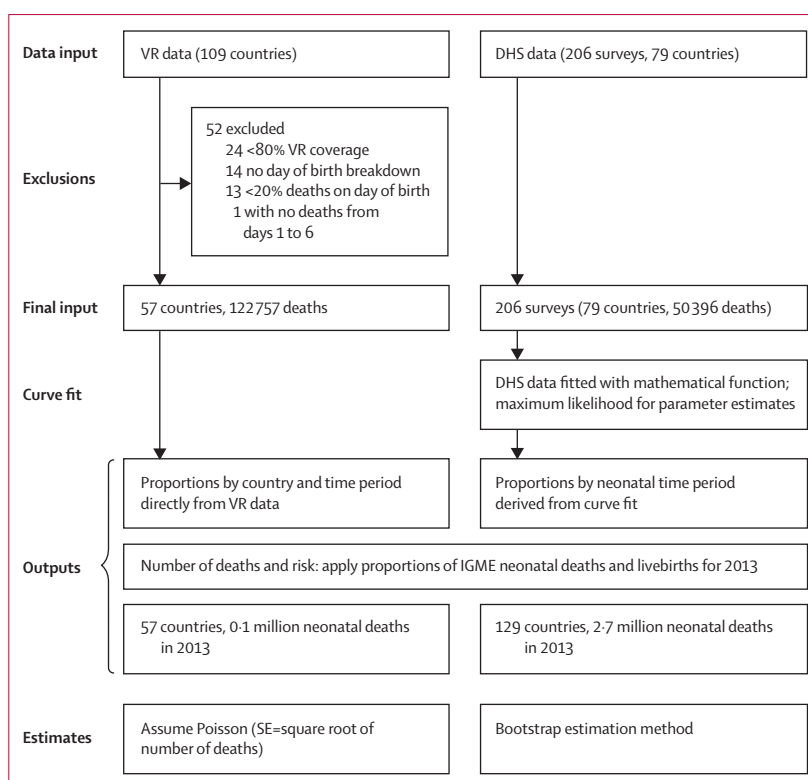 Data input
VR data (109 countries)
DHS data (206 surveys, 79 countries)
Exclusions
52 excluded
24 <80% VR coverage
14 no day of birth breakdown
13 <20% deaths on day of birth
1 with no deaths from
days 1 to 6
Final input
57 countries, 122 757 deaths
206 surveys (79 countries, 50 396 deaths)
Curve fit
DHS data fitted with mathematical function;
maximum likelihood for parameter estimates
Outputs
Proportions by country and time period
directly from VR data
Proportions by neonatal time period
derived from curve fit
Number of deaths and risk: apply proportions of IGME neonatal deaths and livebirths for 2013
57 countries, 0·1 million neonatal deaths
in 2013
129 countries, 2·7 million neonatal deaths
in 2013
Estimates
Assume Poisson (SE=square root of
number of deaths)
Bootstrap estimation method